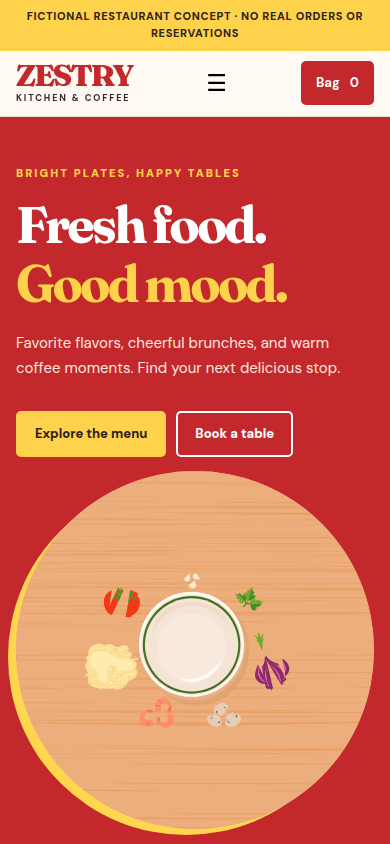 FICTIONAL RESTAURANT CONCEPT · NO REAL ORDERS OR
RESERVATIONS
ZESTRY
KITCHEN & COFFEE
Bag 0
BRIGHT PLATES, HAPPY TABLES
Fresh food.
Good mood.
Favorite flavors, cheerful brunches, and warm
coffee moments. Find your next delicious stop.
Explore the menu
Book a table